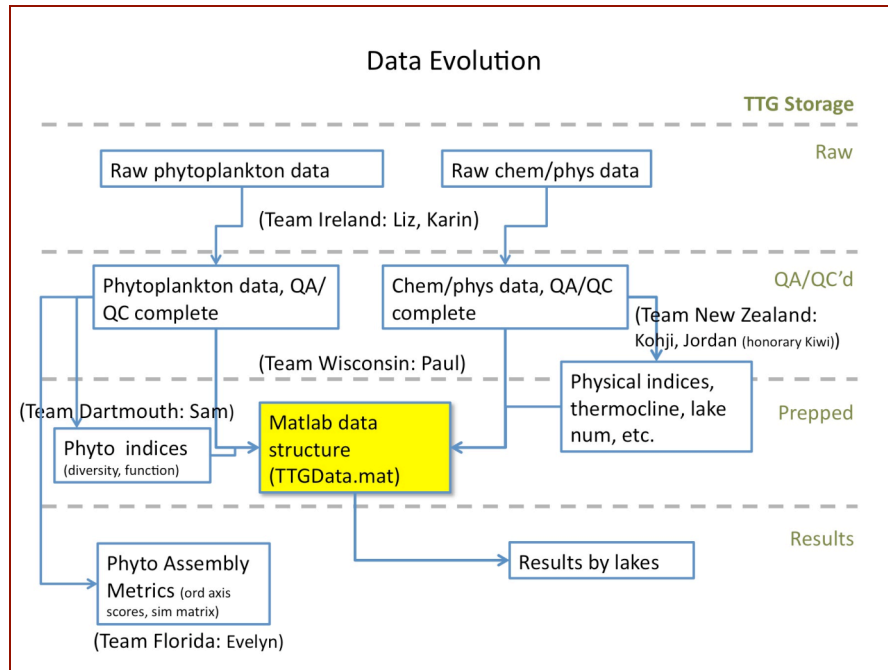 Data Evolution
TTG Storage
Raw
Raw phytoplankton data
Raw chem/phys data
(Team Ireland: Liz, Karin)
QA/QC'd
Phytoplankton data, QA/
QC complete
Chem/phys data, QA/QC
complete
(Team New Zealand:
Kohji, Jordan (honorary Kiwi))
(Team Wisconsin: Paul)
Physical indices,
thermocline, lake
num, etc.
Prepped
(Team Dartmouth: Sam)
Phyto indices
(diversity, function)
Matlab data
structure
(TTGData.mat)
Results
Phyto Assembly
Metrics (ord axis
scores, sim matrix)
Results by lakes
(Team Florida: Evelyn)